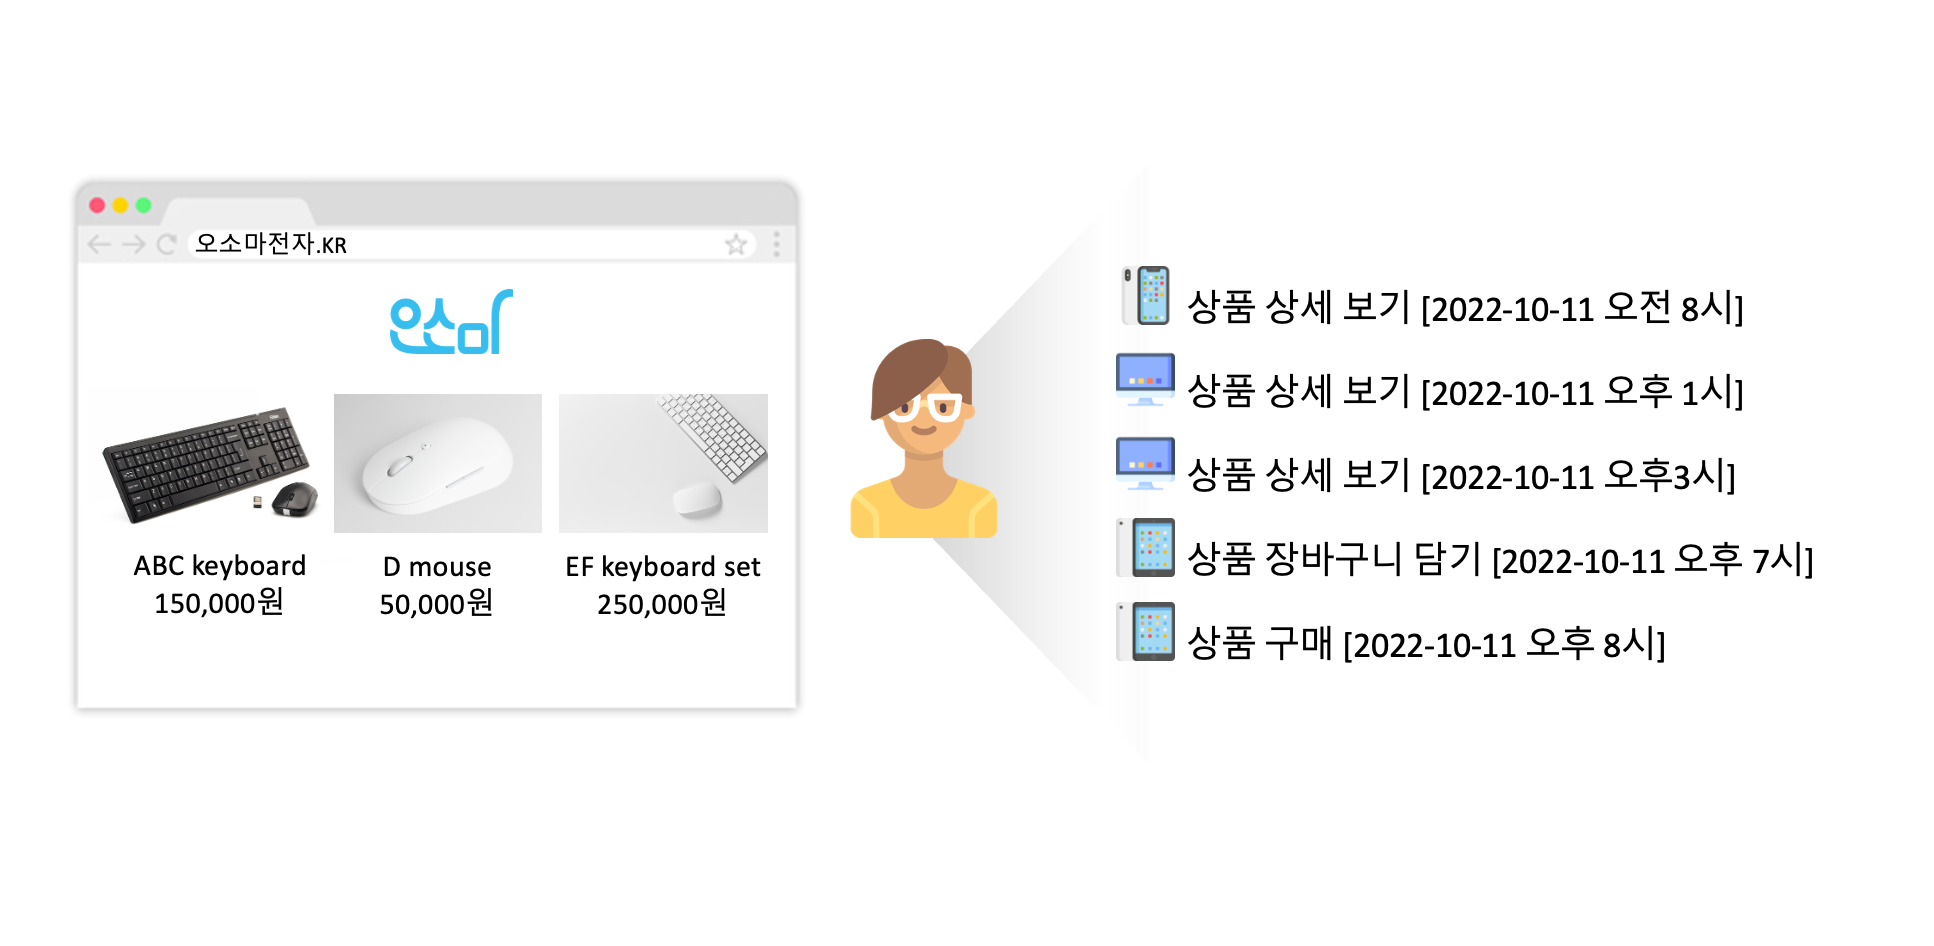 오소마전자.KR
오소마
ABC keyboard
150,000원
D mouse
50,000원
EF keyboard set
250,000원
상품 상세 보기 [2022-10-11 오전 8시]
상품 상세 보기 [2022-10-11 오후 1시]
상품 상세 보기 [2022-10-11 오후3시]
상품 장바구니 담기 [2022-10-11 오후 7시]
상품 구매 [2022-10-11 오후 8시]